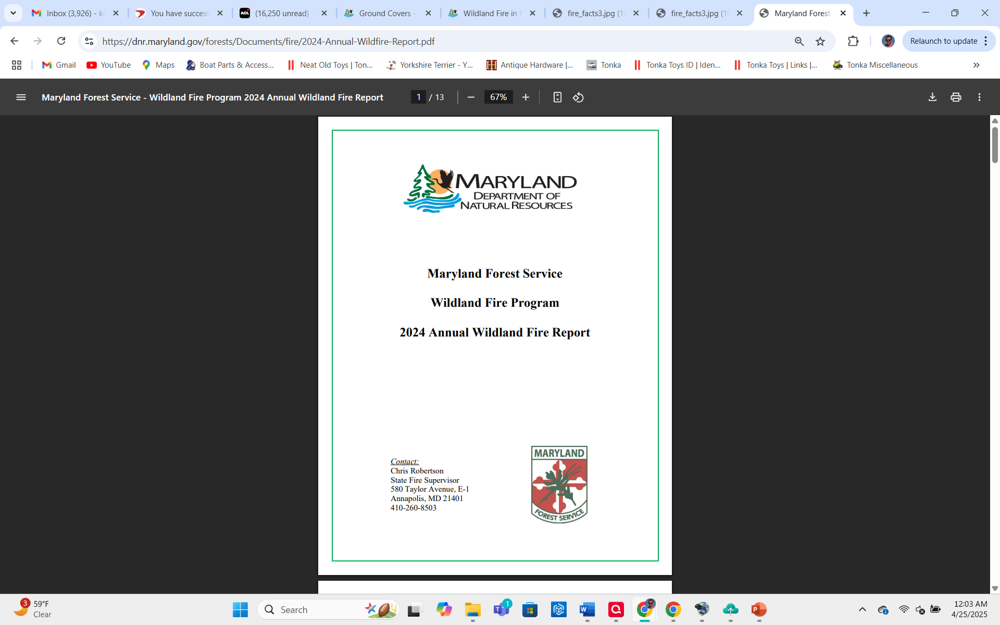 Inbox (3,926) - k
You have success
AOL
(16,250 unread) -
Ground Covers -
Wildland Fire in
fire_facts3.jpg (1
fire_facts3.jpg (1
Maryland Forest
https://dnr.maryland.gov/forests/Documents/fire/2024-Annual-Wildfire-Report.pdf
Relaunch to update
Gmail
YouTube
Maps
Boat Parts & Access...
Neat Old Toys | Ton...
Yorkshire Terrier - Y...
Antique Hardware |...
Tonka
Tonka Toys ID | Iden...
Tonka Toys | Links |...
Tonka Miscellaneous
Maryland Forest Service - Wildland Fire Program 2024 Annual Wildland Fire Report
1 / 13
67%
MARYLAND
DEPARTMENT OF
NATURAL RESOURCES
Maryland Forest Service
Wildland Fire Program
2024 Annual Wildland Fire Report
Contact:
Chris Robertson
State Fire Supervisor
580 Taylor Avenue, E-1
Annapolis, MD 21401
410-260-8503
MARYLAND
FOREST SERVICE
3
59°F
Clear
Search
1
12:03 AM
4/25/2025